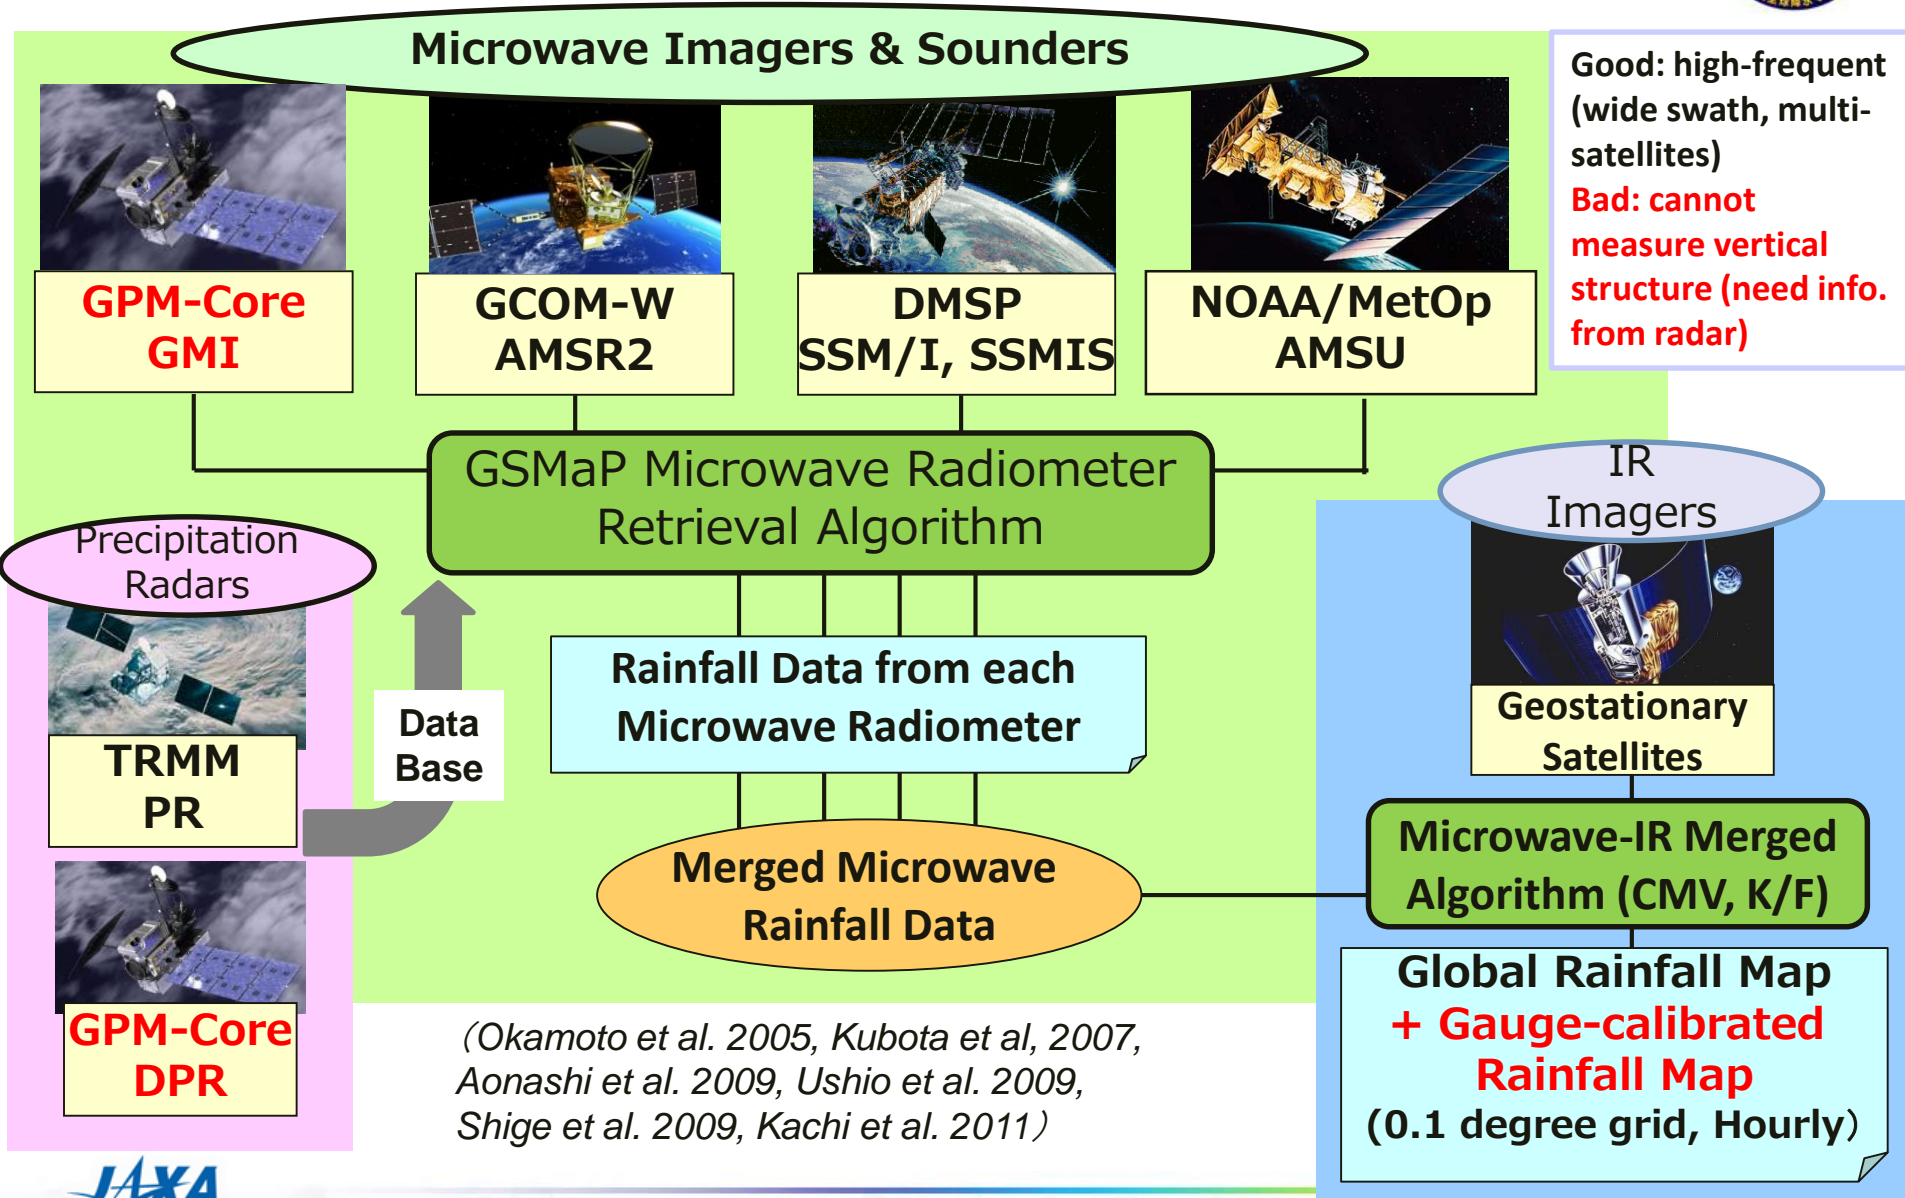 Microwave Imagers & Sounders
Good: high-frequent
(wide swath, multi-
satellites)
Bad: cannot
measure vertical
structure (need info.
from radar)
GPM-Core
GMI
GCOM-W
AMSR2
DMSP
SSM/I, SSMIS
NOAA/MetOp
AMSU
GSMaP Microwave Radiometer
Retrieval Algorithm
IR
Imagers
Precipitation
Radars
TRMM
PR
Data
Base
Rainfall Data from each
Microwave Radiometer
Geostationary
Satellites
Merged Microwave
Rainfall Data
Microwave-IR Merged
Algorithm (CMV, K/F)
GPM-Core
DPR
Global Rainfall Map
+ Gauge-calibrated
Rainfall Map
(0.1 degree grid, Hourly）
（Okamoto et al. 2005, Kubota et al, 2007,
Aonashi et al. 2009, Ushio et al. 2009,
Shige et al. 2009, Kachi et al. 2011）
JAXA